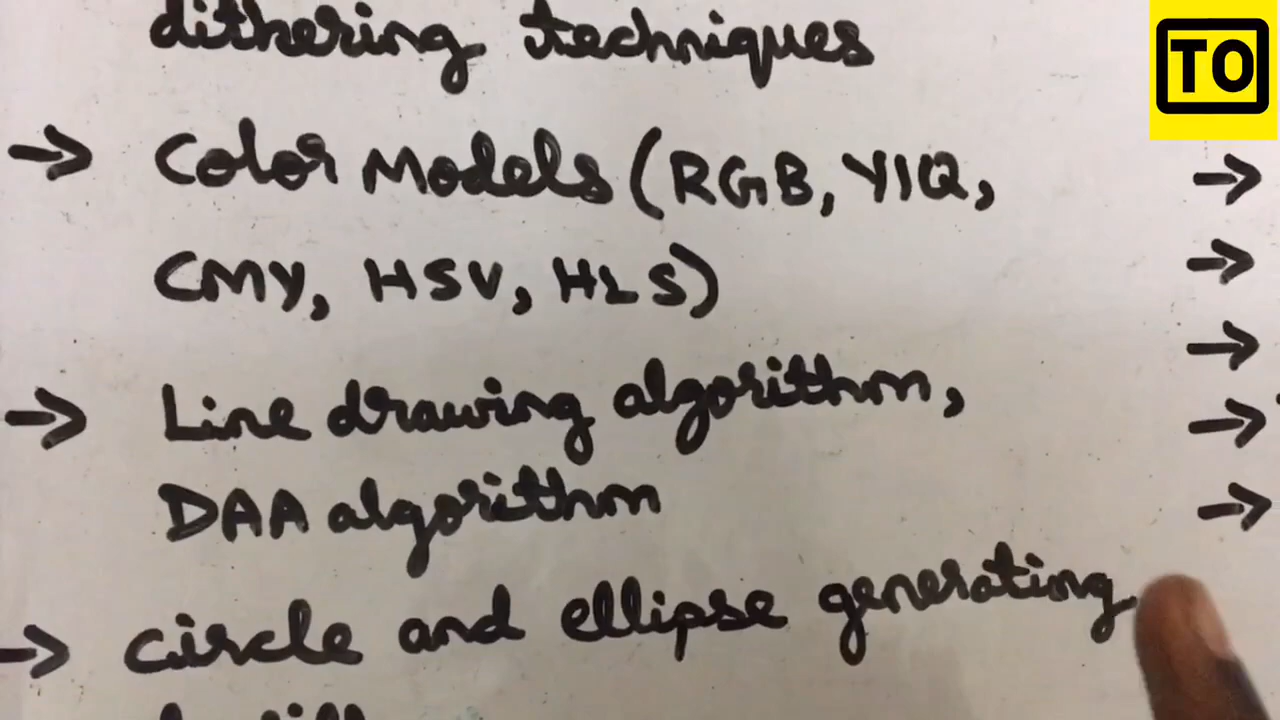 dithering techniques
TO
→ Color Models (RGB, YIQ,
CMY, HSV, HLS)
→ Line drawing algorithm,
DAA algorithm
→ circle and ellipse generating